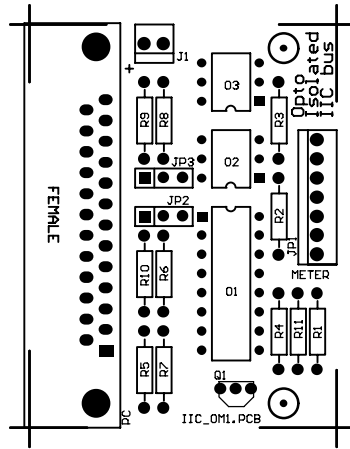 Opto
Isolated
IIC bus
J1
+
O3
R9
R8
R3
JP3
O2
FEMALE
JP2
R2
JP1
METER
R10
R6
O1
R4
R11
R1
R5
R7
Q1
PC
IIC_OM1.PCB